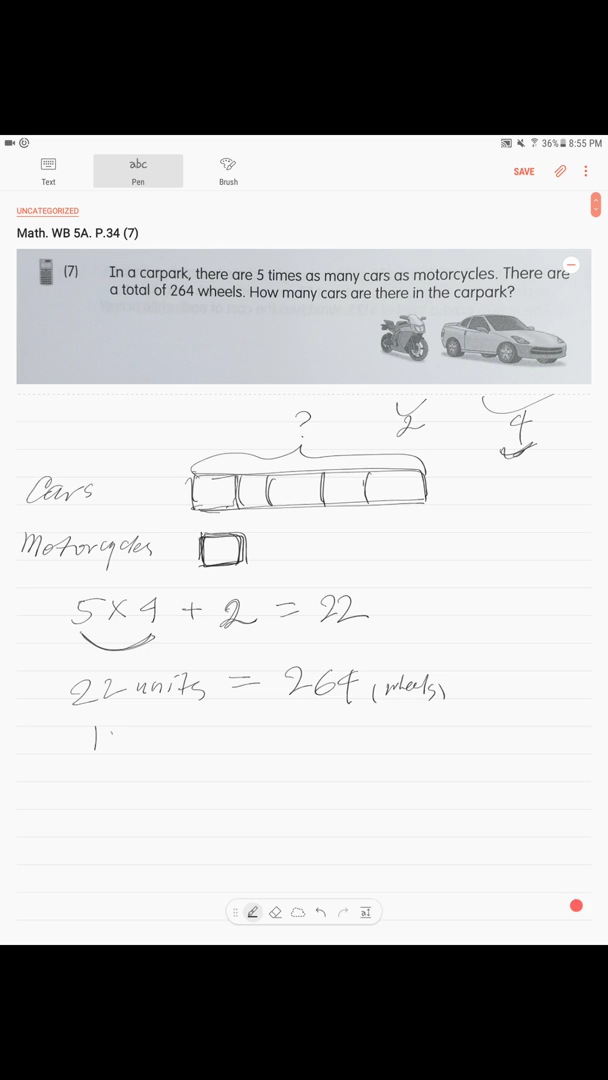 36% 8:55 PM
Text
abc
Pen
Brush
SAVE
UNCATEGORIZED
Math. WB 5A. P.34 (7)
(7) In a carpark, there are 5 times as many cars as motorcycles. There are
a total of 264 wheels. How many cars are there in the carpark?
? 2 4
Cars
Motorcycles
5 × 4 + 2 = 22
22 units = 264 (wheels)
1